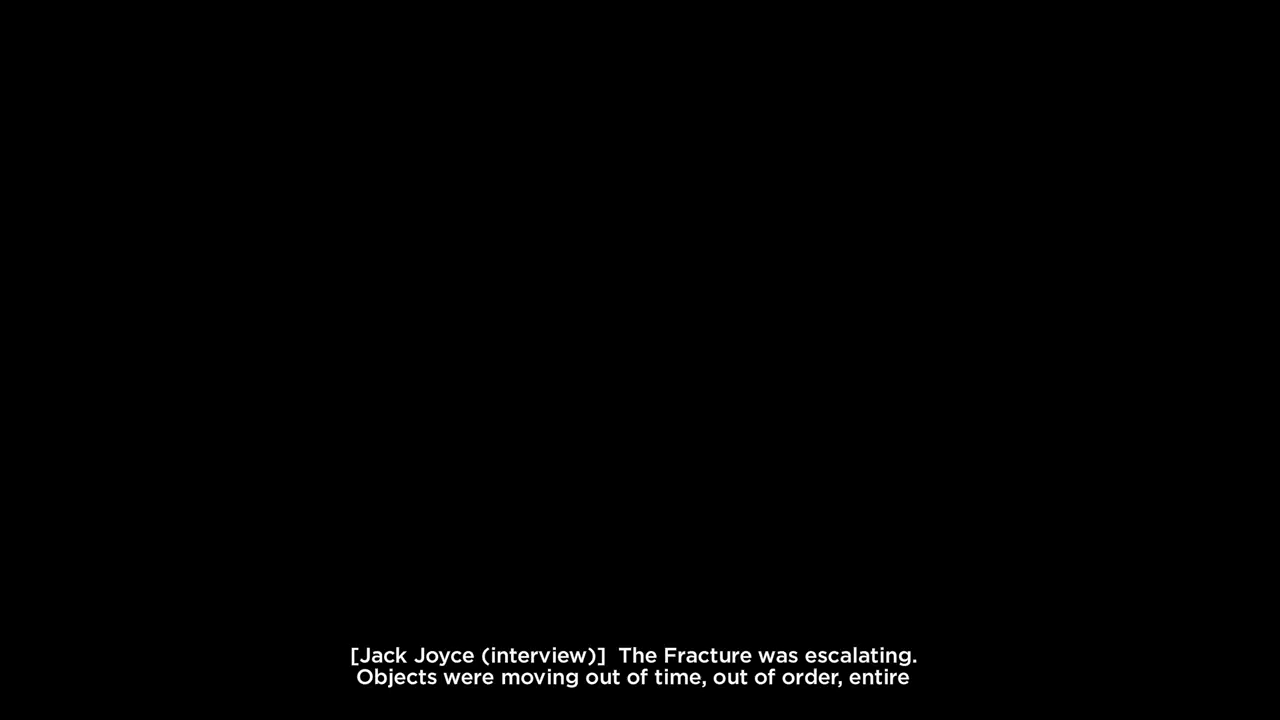 [Jack Joyce (interview)]  The Fracture was escalating.
Objects were moving out of time, out of order, entire